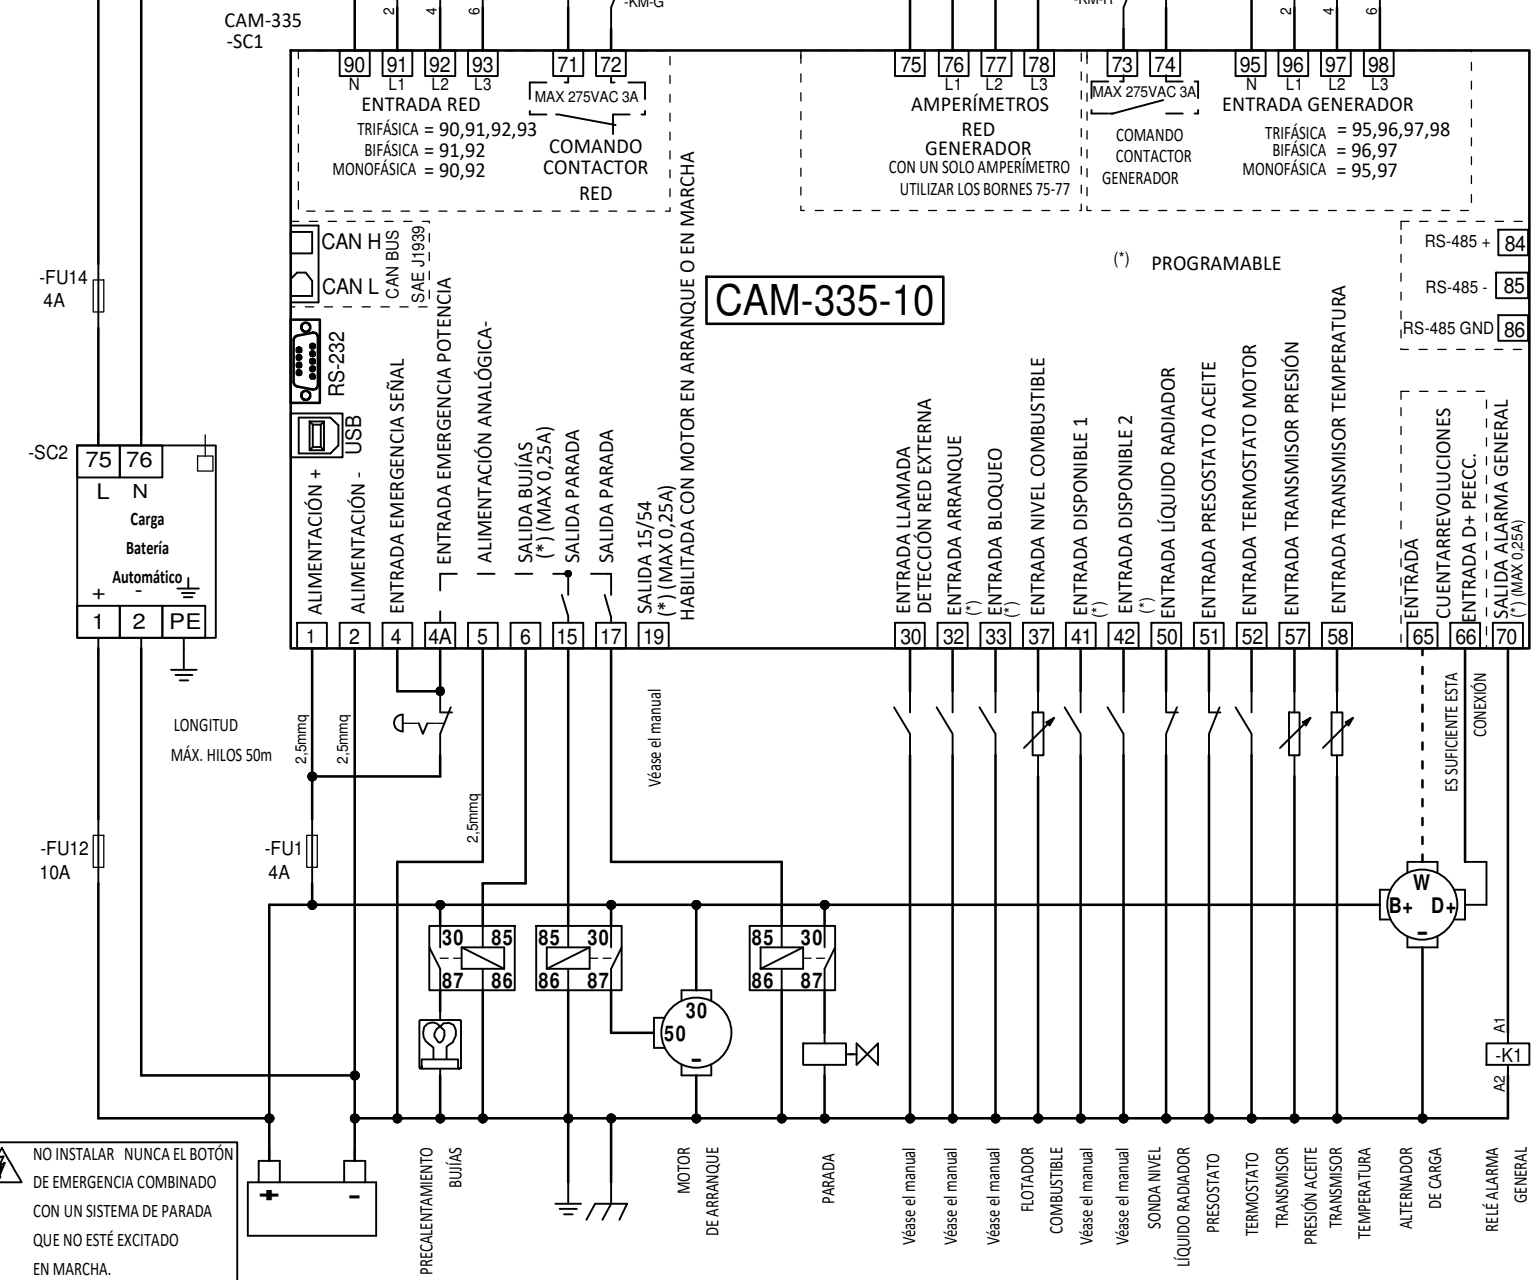 CAM-335
-SC1
2
4
6
-KM-G
-KM-R
2
4
6
90
91
92
93
71
72
75
76
77
78
73
74
95
96
97
98
N
L1
L2
L3
L1
L2
L3
N
L1
L2
L3
ENTRADA RED
TRIFÁSICA = 90,91,92,93
BIFÁSICA = 91,92
MONOFÁSICA = 90,92
MAX 275VAC 3A
COMANDO
CONTACTOR
RED
AMPERÍMETROS
RED
GENERADOR
CON UN SOLO AMPERÍMETRO
UTILIZAR LOS BORNES 75-77
MAX 275VAC 3A
COMANDO
CONTACTOR
GENERADOR
ENTRADA GENERADOR
TRIFÁSICA = 95,96,97,98
BIFÁSICA = 96,97
MONOFÁSICA = 95,97
CAN H
CAN L
CAN BUS
SAE J1939
RS-232
USB
(*) PROGRAMABLE
CAM-335-10
RS-485 +
84
RS-485 -
85
RS-485 GND
86
-FU14
4A
-SC2
75
76
L
N
Carga
Batería
Automático
+
-
1
2
PE
ALIMENTACIÓN +
ALIMENTACIÓN -
ENTRADA EMERGENCIA SEÑAL
ENTRADA EMERGENCIA POTENCIA
ALIMENTACIÓN ANALÓGICA-
SALIDA BUJÍAS
(*) (MAX 0,25A)
SALIDA PARADA
SALIDA PARADA
SALIDA 15/54
(*) (MAX 0,25A)
HABILITADA CON MOTOR EN ARRANQUE O EN MARCHA
ENTRADA LLAMADA
DETECCIÓN RED EXTERNA
ENTRADA ARRANQUE
(*)
ENTRADA BLOQUEO
(*)
ENTRADA NIVEL COMBUSTIBLE
ENTRADA DISPONIBLE 1
(*)
ENTRADA DISPONIBLE 2
(*)
ENTRADA LÍQUIDO RADIADOR
ENTRADA PRESOSTATO ACEITE
ENTRADA TERMOSTATO MOTOR
ENTRADA TRANSMISOR PRESIÓN
ENTRADA TRANSMISOR TEMPERATURA
ENTRADA
CUENTARREVOLUCIONES
ENTRADA D+ PEECC.
SALIDA ALARMA GENERAL
(*) (MAX 0,25A)
1
2
4
4A
5
6
15
17
19
30
32
33
37
41
42
50
51
52
57
58
65
66
70
LONGITUD
MÁX. HILOS 50m
2,5mmq
2,5mmq
2,5mmq
Véase el manual
ES SUFICIENTE ESTA
CONEXIÓN
-FU12
10A
-FU1
4A
30
85
87
86
85
30
86
87
85
30
86
87
30
50
-
W
B+
D+
-
A1
-K1
A2
+
-
NO INSTALAR NUNCA EL BOTÓN
DE EMERGENCIA COMBINADO
CON UN SISTEMA DE PARADA
QUE NO ESTÉ EXCITADO
EN MARCHA.
PRECALENTAMIENTO
BUJÍAS
MOTOR
DE ARRANQUE
PARADA
Véase el manual
Véase el manual
Véase el manual
FLOTADOR
COMBUSTIBLE
Véase el manual
Véase el manual
SONDA NIVEL
LÍQUIDO RADIADOR
PRESOSTATO
TERMOSTATO
TRANSMISOR
PRESIÓN ACEITE
TRANSMISOR
TEMPERATURA
ALTERNADOR
DE CARGA
RELÉ ALARMA
GENERAL